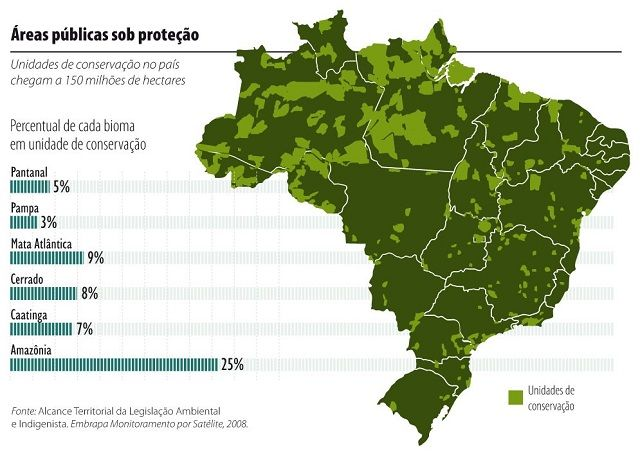 Áreas públicas sob proteção
Unidades de conservação no país
chegam a 150 milhões de hectares
Percentual de cada bioma
em unidade de conservação
Pantanal
5%
Pampa
3%
Mata Atlântica
9%
Cerrado
8%
Caatinga
7%
Amazônia
25%
Unidades de
conservação
Fonte: Alcance Territorial da Legislação Ambiental
e Indigenista. Embrapa Monitoramento por Satélite, 2008.